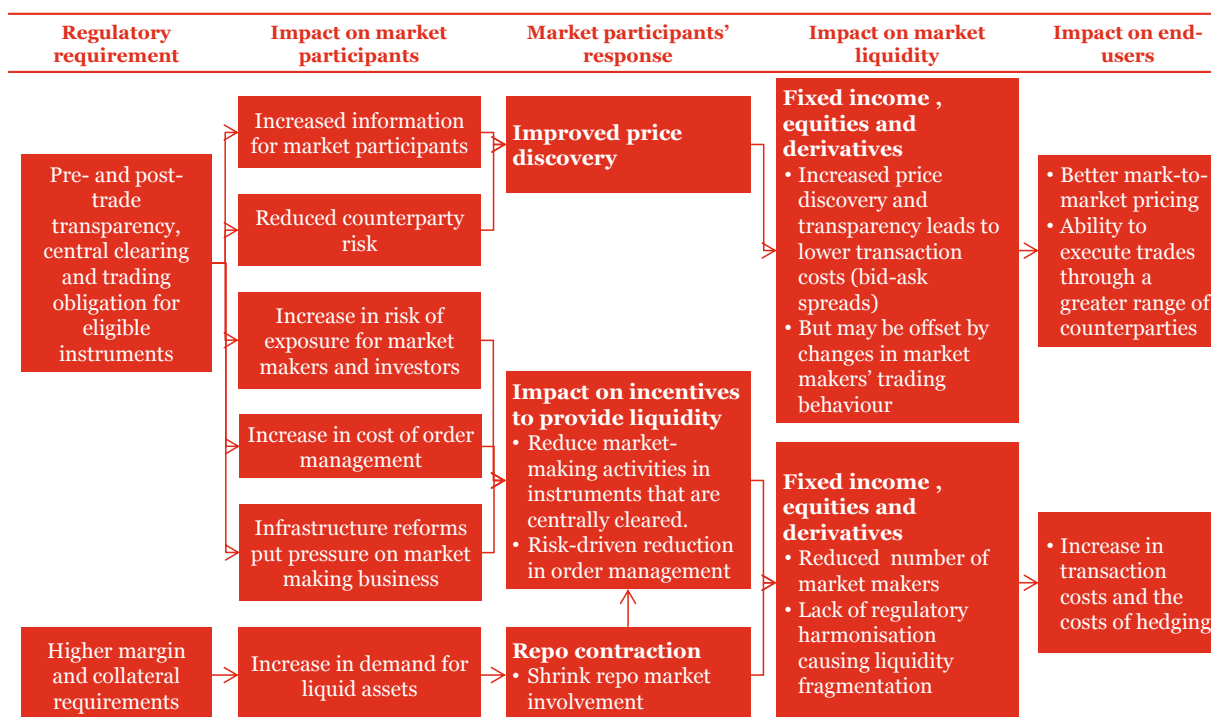 Regulatory
requirement
Impact on market
participants
Market participants’
response
Impact on market
liquidity
Impact on end-
users
Pre- and post-
trade
transparency,
central clearing
and trading
obligation for
eligible
instruments
Higher margin
and collateral
requirements
Increased information
for market participants
Reduced counterparty
risk
Increase in risk of
exposure for market
makers and investors
Increase in cost of order
management
Infrastructure reforms
put pressure on market
making business
Increase in demand for
liquid assets
Improved price
discovery
Impact on incentives
to provide liquidity
• Reduce market-
making activities in
instruments that are
centrally cleared.
• Risk-driven reduction
in order management
Repo contraction
• Shrink repo market
involvement
Fixed income ,
equities and
derivatives
• Increased price
discovery and
transparency leads to
lower transaction
costs (bid-ask
spreads)
• But may be offset by
changes in market
makers’ trading
behaviour
Fixed income ,
equities and
derivatives
• Reduced number of
market makers
• Lack of regulatory
harmonisation
causing liquidity
fragmentation
• Better mark-to-
market pricing
• Ability to
execute trades
through a
greater range of
counterparties
• Increase in
transaction
costs and the
costs of hedging